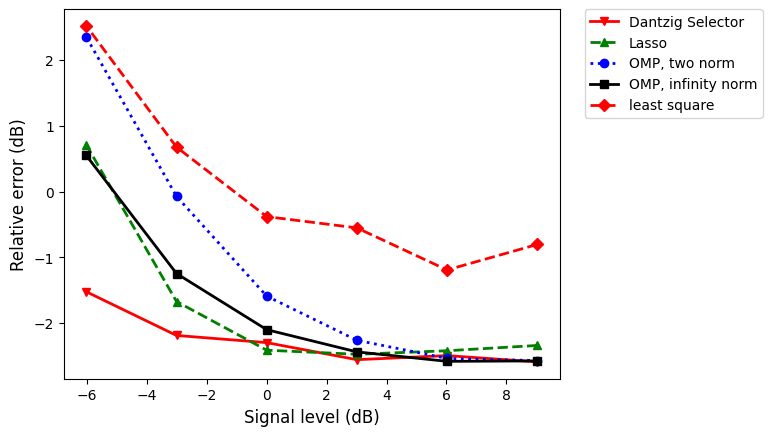 Dantzig Selector
Lasso
OMP, two norm
OMP, infinity norm
least square
Relative error (dB)
2
1
0
−1
−2
−6
−4
−2
0
2
4
6
8
Signal level (dB)